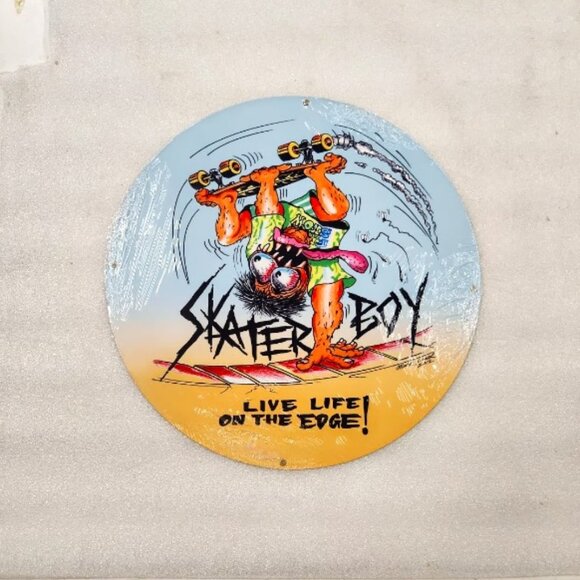 SKATER BOY
LIVE LIFE
ON THE EDGE!